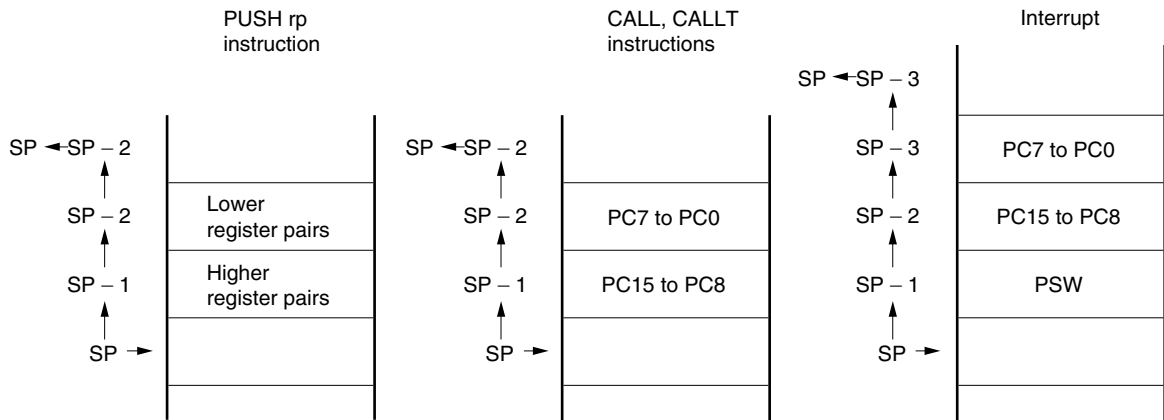 PUSH rp
instruction
SP SP – 2
SP – 2
Lower
register pairs
SP – 1
Higher
register pairs
SP
CALL, CALLT
instructions
SP SP – 2
SP – 2
PC7 to PC0
SP – 1
PC15 to PC8
SP
Interrupt
SP SP – 3
SP – 3
PC7 to PC0
SP – 2
PC15 to PC8
SP – 1
PSW
SP